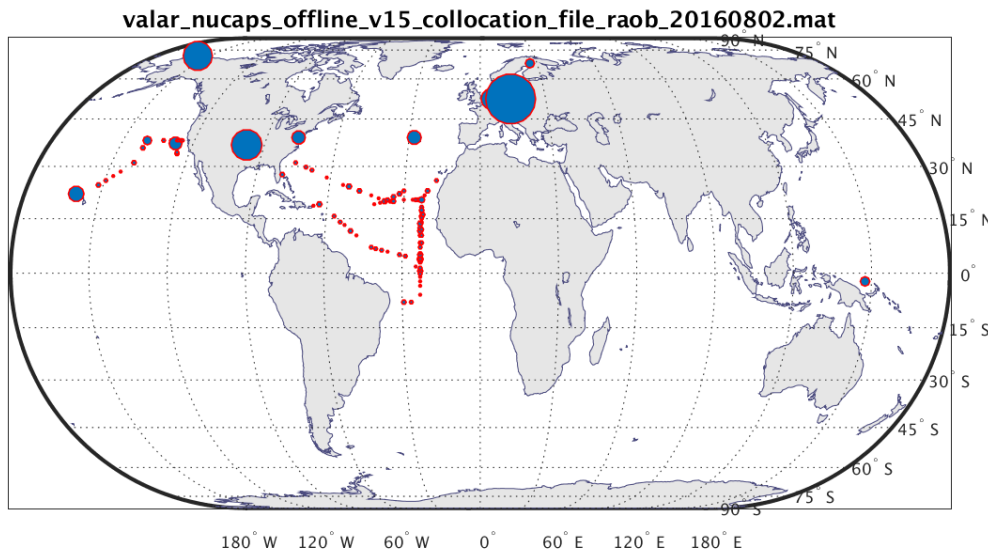 valar_nucaps_offline_v15_collocation_file_raob_20160802.mat
90° N
75° N
60° N
45° N
30° N
15° N
0°
15° S
30° S
45° S
60° S
75° S
90° S
180° W 120° W 60° W 0° 60° E 120° E 180° E